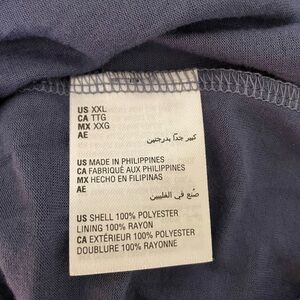 US XXL
CA TTG
MX XXG
AE كبير جدًا بدرجتين
US MADE IN PHILIPPINES
CA FABRIQUÉ AUX PHILIPPINES
MX HECHO EN FILIPINAS
AE صُنع في الفلبين
US SHELL 100% POLYESTER
LINING 100% RAYON
CA EXTÉRIEUR 100% POLYESTER
DOUBLURE 100% RAYONNE